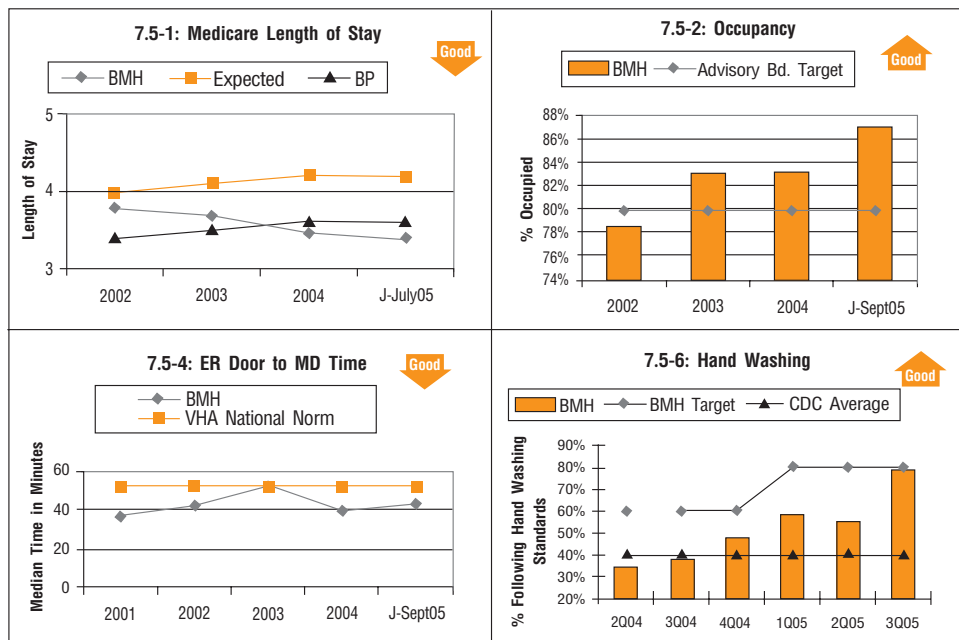 7.5-1: Medicare Length of Stay
Good
BMH Expected BP
Length of Stay
5
4
3
2002 2003 2004 J-July05
7.5-2: Occupancy
Good
BMH Advisory Bd. Target
% Occupied
88%
86%
84%
82%
80%
78%
76%
74%
2002 2003 2004 J-Sept05
7.5-4: ER Door to MD Time
Good
BMH
VHA National Norm
Median Time in Minutes
60
40
20
0
2001 2002 2003 2004 J-Sept05
7.5-6: Hand Washing
Good
BMH BMH Target CDC Average
% Following Hand Washing
Standards
90%
80%
70%
60%
50%
40%
30%
20%
2Q04 3Q04 4Q04 1Q05 2Q05 3Q05